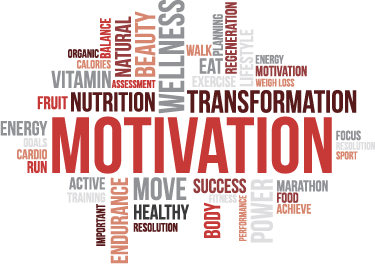 ORGANIC
CALORIES
BALANCE
NATURAL
BEAUTY
WELLNESS
WALK
PLANNING
REGENERATION
LIFESTYLE
ENERGY
MOTIVATION
WEIGH LOSS
VITAMIN
ASSESSMENT
EAT
EXERCISE
FRUIT
NUTRITION
TRANSFORMATION
ENERGY
GOALS
CARDIO
RUN
MOTIVATION
FOCUS
RESOLUTION
SPORT
ACTIVE
TRAINING
IMPORTANT
ENDURANCE
MOVE
HEALTHY
RESOLUTION
SUCCESS
BODY
FITNESS
PERFORMANCE
POWER
MARATHON
FOOD
ACHIEVE